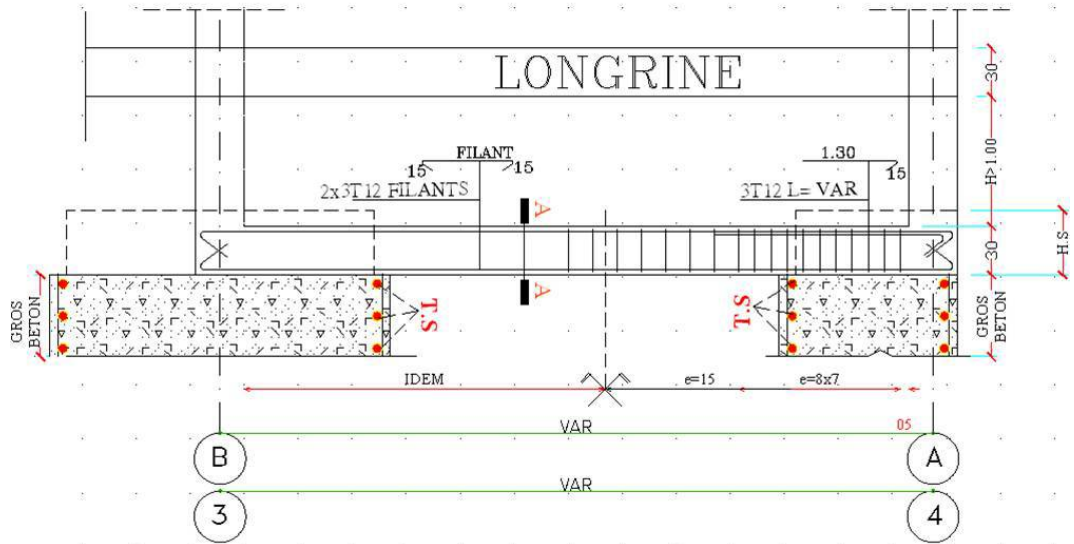 LONGRINE
30
FILANT
15
15
2x3T12 FILANTS
1.30
15
3T12 L= VAR
H>1.00
A
30
H.S
A
GROS
BETON
T.S
S.T
GROS
BETON
IDEM
e=15
e=8x7
VAR
05
B
A
VAR
3
4